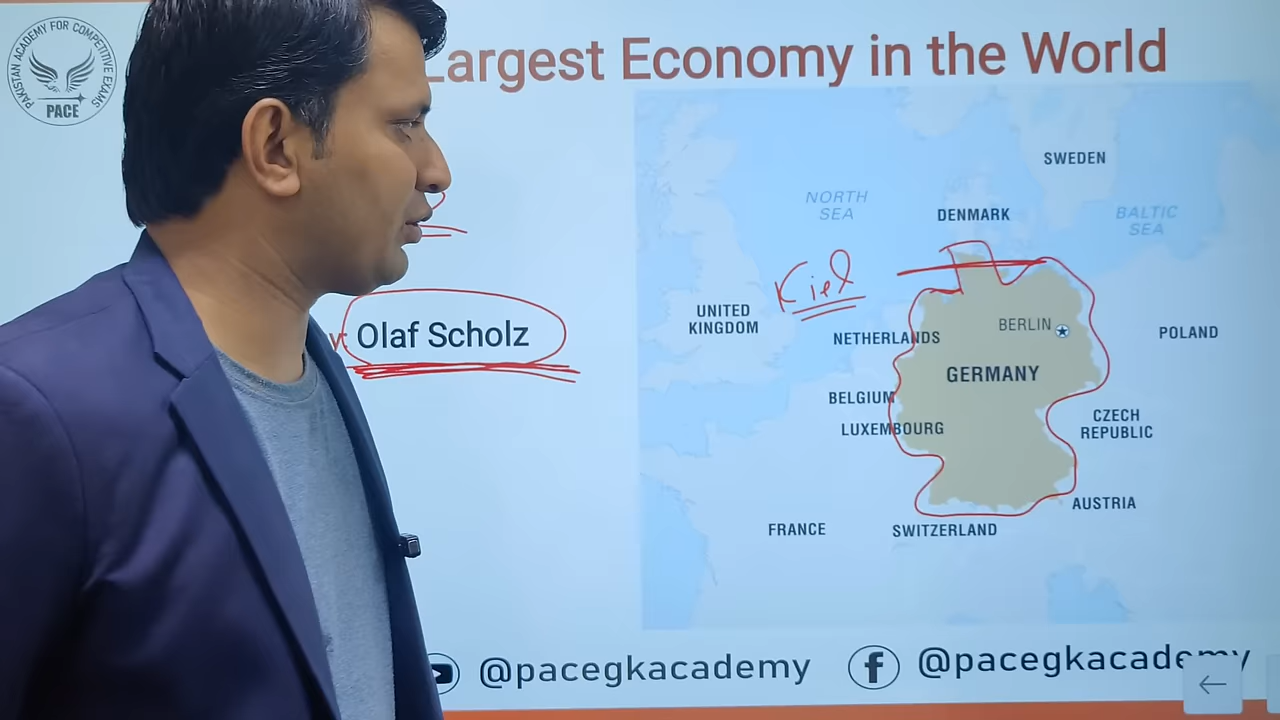 PAKISTAN ACADEMY FOR COMPETITIVE EXAMS
PACE
Largest Economy in the World
SWEDEN
NORTH
SEA
DENMARK
BALTIC
SEA
Kiel
UNITED
KINGDOM
NETHERLANDS
BERLIN
POLAND
Olaf Scholz
GERMANY
BELGIUM
LUXEMBOURG
CZECH
REPUBLIC
AUSTRIA
FRANCE
SWITZERLAND
@pacegkacademy
f @pacegkacademy